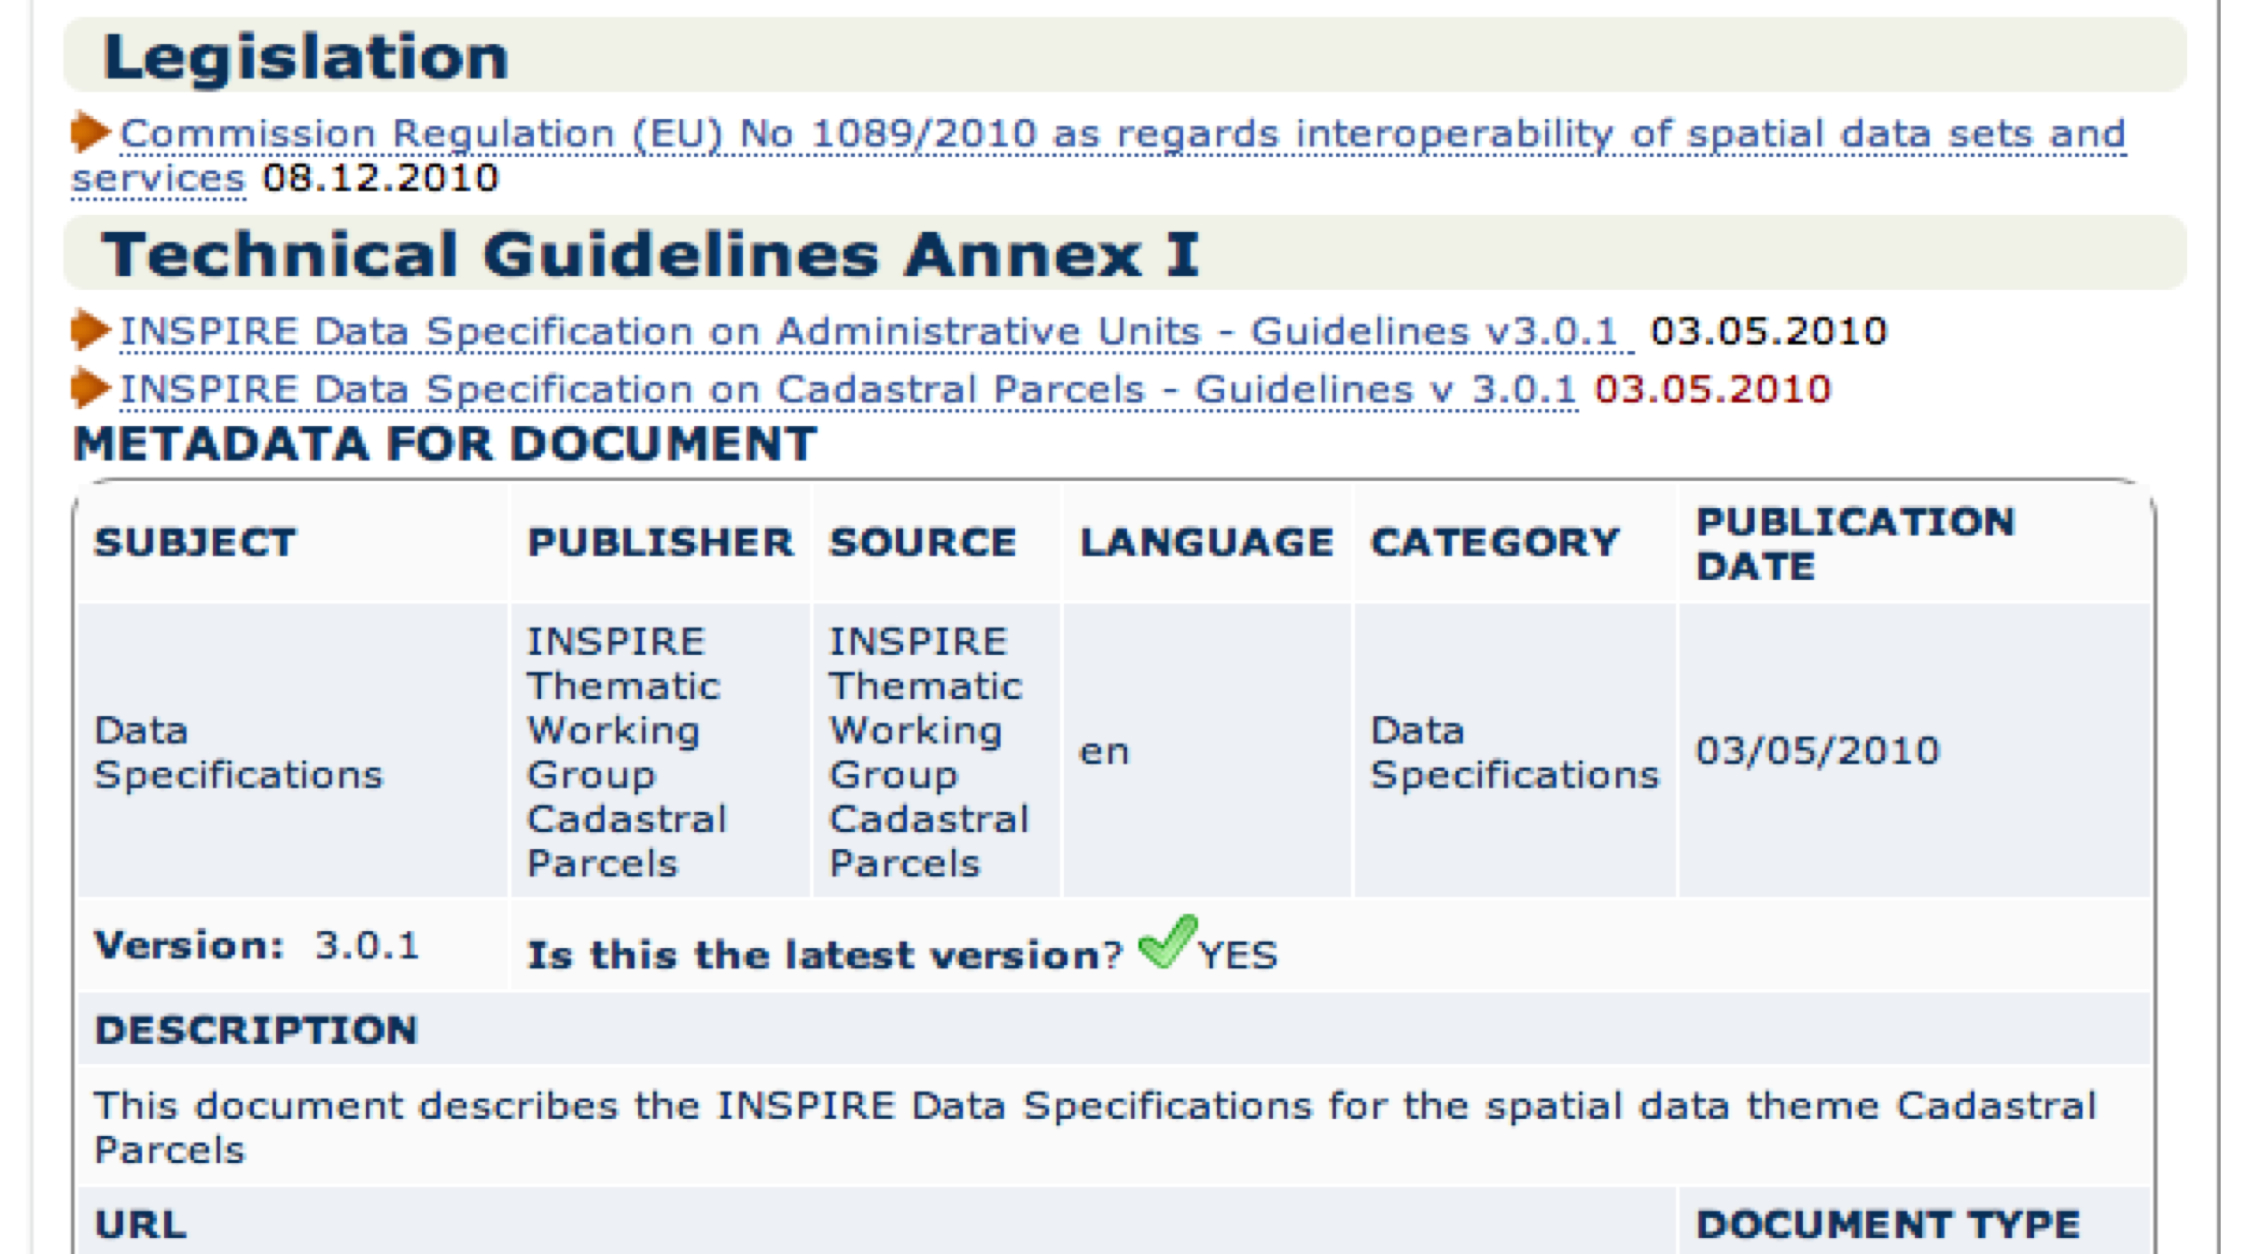 Legislation
Commission Regulation (EU) No 1089/2010 as regards interoperability of spatial data sets and
services 08.12.2010
Technical Guidelines Annex I
INSPIRE Data Specification on Administrative Units - Guidelines v3.0.1 03.05.2010
INSPIRE Data Specification on Cadastral Parcels - Guidelines v 3.0.1 03.05.2010
METADATA FOR DOCUMENT
SUBJECT
PUBLISHER
SOURCE
LANGUAGE
CATEGORY
PUBLICATION
DATE
Data
Specifications
INSPIRE
Thematic
Working
Group
Cadastral
Parcels
INSPIRE
Thematic
Working
Group
Cadastral
Parcels
en
Data
Specifications
03/05/2010
Version: 3.0.1
Is this the latest version? YES
DESCRIPTION
This document describes the INSPIRE Data Specifications for the spatial data theme Cadastral
Parcels
URL
DOCUMENT TYPE